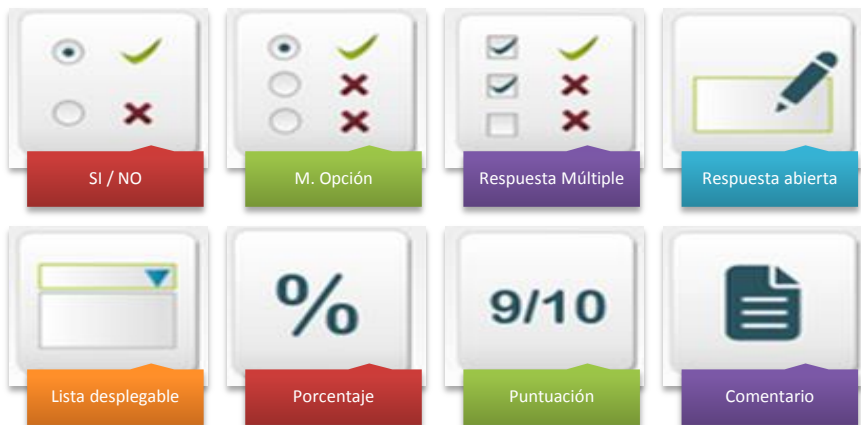 SI / NO
M. Opción
Respuesta Múltiple
Respuesta abierta
%
9/10
Lista desplegable
Porcentaje
Puntuación
Comentario